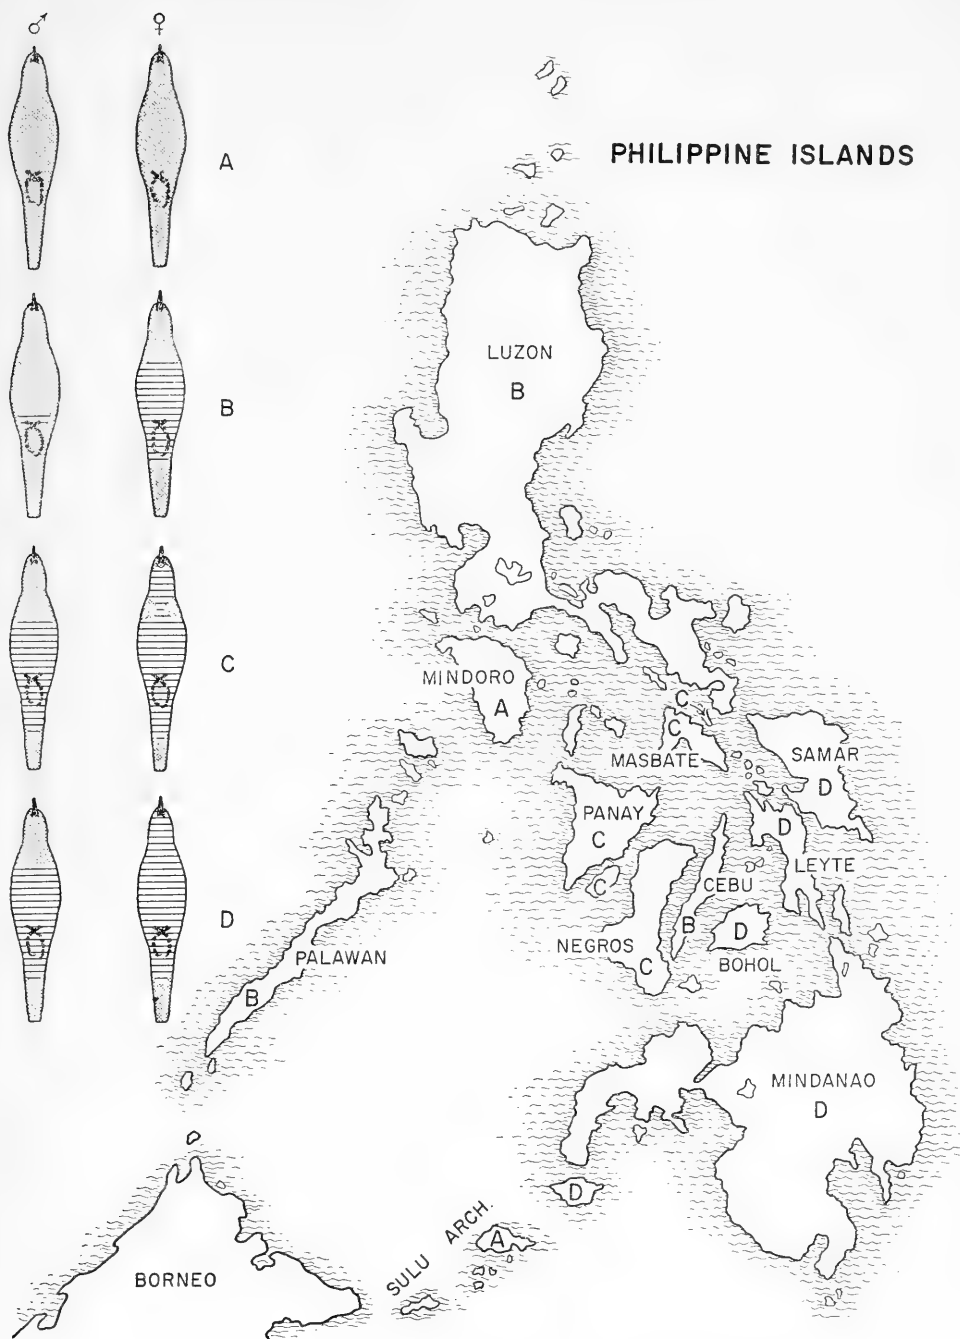 ♂ ♀
PHILIPPINE ISLANDS
A
LUZON
B
B
C
MINDORO
A
C
C
MASBATE
SAMAR
D
PANAY
C
D
LEYTE
C
CEBU
D
B
D
NEGROS
BOHOL
C
PALAWAN
B
MINDANAO
D
D
SULU ARCH.
A
BORNEO